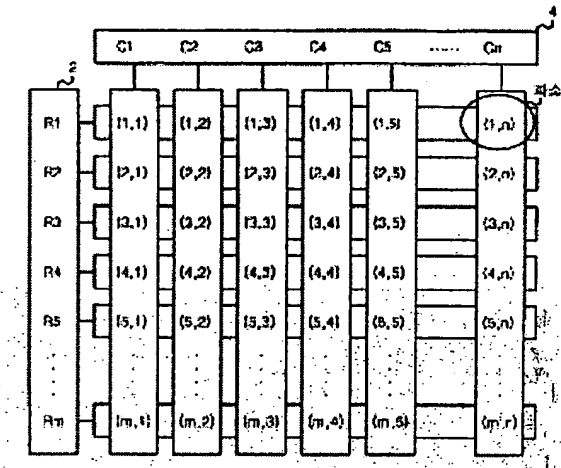 4
C1 C2 C3 C4 C5 ...... Cn
2
화소
R1 (1,1) (1,2) (1,3) (1,4) (1,5) (1,n)
R2 (2,1) (2,2) (2,3) (2,4) (2,5) (2,n)
R3 (3,1) (3,2) (3,3) (3,4) (3,5) (3,n)
R4 (4,1) (4,2) (4,3) (4,4) (4,5) (4,n)
R5 (5,1) (5,2) (5,3) (5,4) (5,5) (5,n)
Rm (m,1) (m,2) (m,3) (m,4) (m,5) (m,n)
1